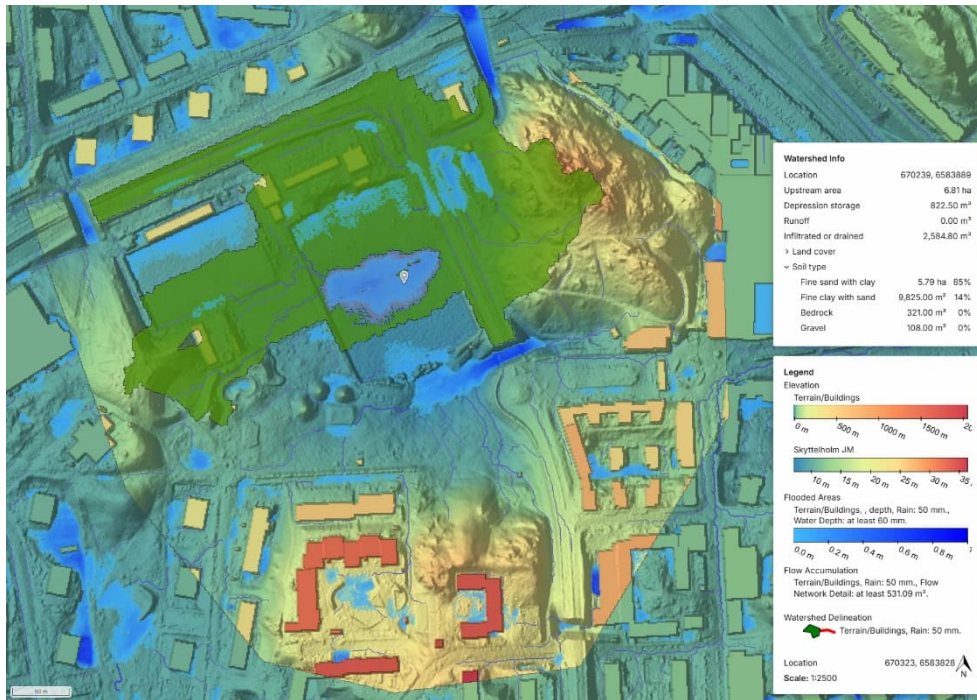 Watershed Info
Location 670239, 6583889
Upstream area 6.81 ha
Depression storage 822.50 m³
Runoff 0.00 m³
Infiltrated or drained 2,584.80 m³
› Land cover
⌄ Soil type
Fine sand with clay 5.79 ha 85%
Fine clay with sand 9,825.00 m² 14%
Bedrock 321.00 m² 0%
Gravel 108.00 m² 0%
Legend
Elevation
Terrain/Buildings
0 m 500 m 1000 m 1500 m 20
Skyttelholm JM
10 m 15 m 20 m 25 m 30 m 35
Flooded Areas
Terrain/Buildings, , depth, Rain: 50 mm.,
Water Depth: at least 60 mm.
0.0 m 0.2 m 0.4 m 0.6 m 0.8 m
Flow Accumulation
Terrain/Buildings, Rain: 50 mm., Flow
Network Detail: at least 531.09 m².
Watershed Delineation
Terrain/Buildings, Rain: 50 mm.
Location 670323, 6583828
Scale: 1:2500
N
50 m